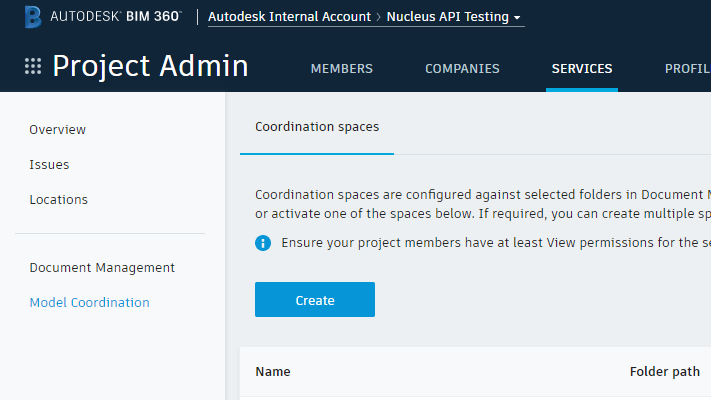 AUTODESK® BIM 360™ Autodesk Internal Account > Nucleus API Testing
Project Admin MEMBERS COMPANIES SERVICES PROFIL
Overview
Issues
Locations
Document Management
Model Coordination
Coordination spaces
Coordination spaces are configured against selected folders in Document M
or activate one of the spaces below. If required, you can create multiple sp
Ensure your project members have at least View permissions for the se
Create
Name Folder path